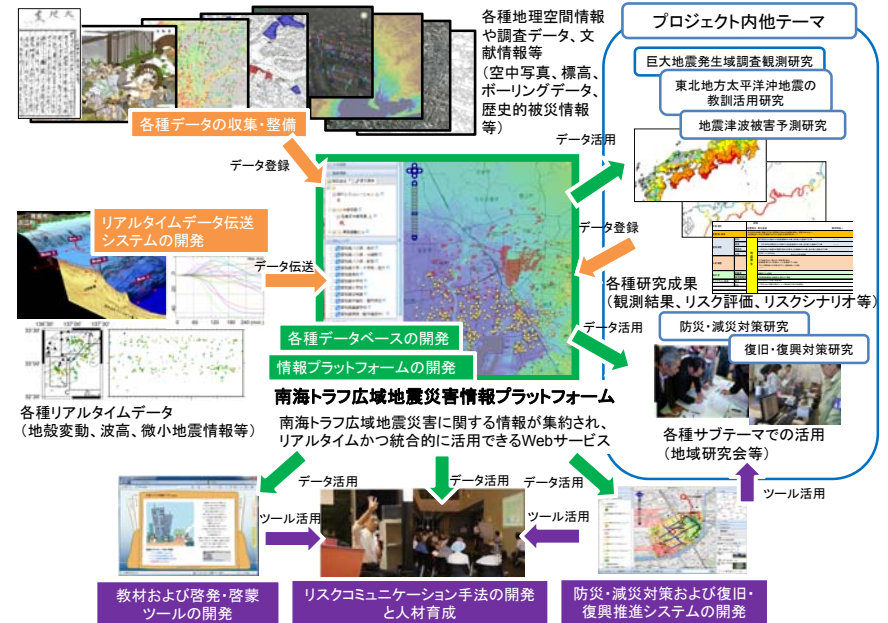 各種地理空間情報
や調査データ、文
献情報等
(空中写真、標高、
ボーリングデータ、
歴史的被災情報
等)
各種データの収集・整備
データ登録
プロジェクト内他テーマ
巨大地震発生域調査観測研究
東北地方太平洋沖地震の
教訓活用研究
地震津波被害予測研究
データ活用
データ登録
リアルタイムデータ伝送
システムの開発
データ伝送
各種研究成果
(観測結果、リスク評価、リスクシナリオ等)
データ活用
防災・減災対策研究
復旧・復興対策研究
各種データベースの開発
情報プラットフォームの開発
南海トラフ広域地震災害情報プラットフォーム
南海トラフ広域地震災害に関する情報が集約され、
リアルタイムかつ統合的に活用できるWebサービス
各種リアルタイムデータ
(地殻変動、波高、微小地震情報等)
各種サブテーマでの活用
(地域研究会等)
データ活用
データ活用
データ活用
ツール活用
ツール活用
ツール活用
教材および啓発・啓蒙
ツールの開発
リスクコミュニケーション手法の開発
と人材育成
防災・減災対策および復旧・
復興推進システムの開発